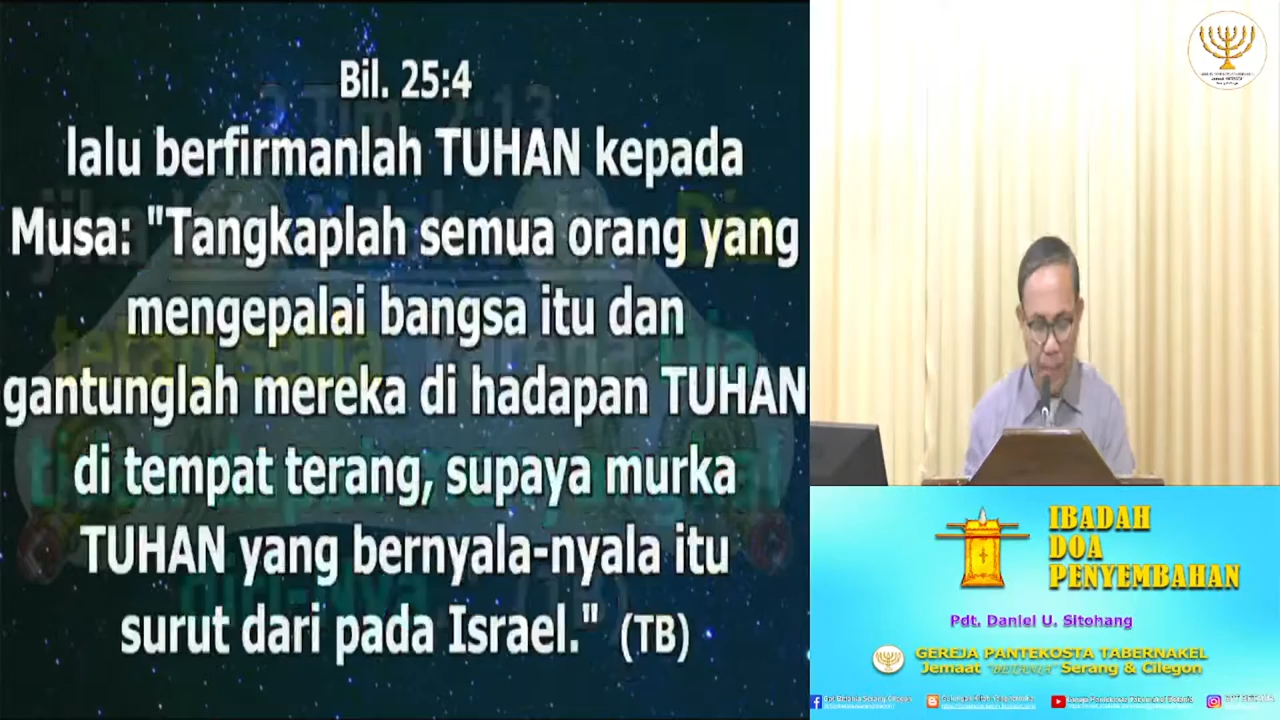 Bil. 25:4
lalu berfirmanlah TUHAN kepada
Musa: "Tangkaplah semua orang yang
mengepalai bangsa itu dan
gantunglah mereka di hadapan TUHAN
di tempat terang, supaya murka
TUHAN yang bernyala-nyala itu
surut dari pada Israel." (TB)
IBADAH
DOA
PENYEMBAHAN
Pdt. Daniel U. Sitohang
GEREJA PANTEKOSTA TABERNAKEL
Jemaat "BETANIA" Serang & Cilegon